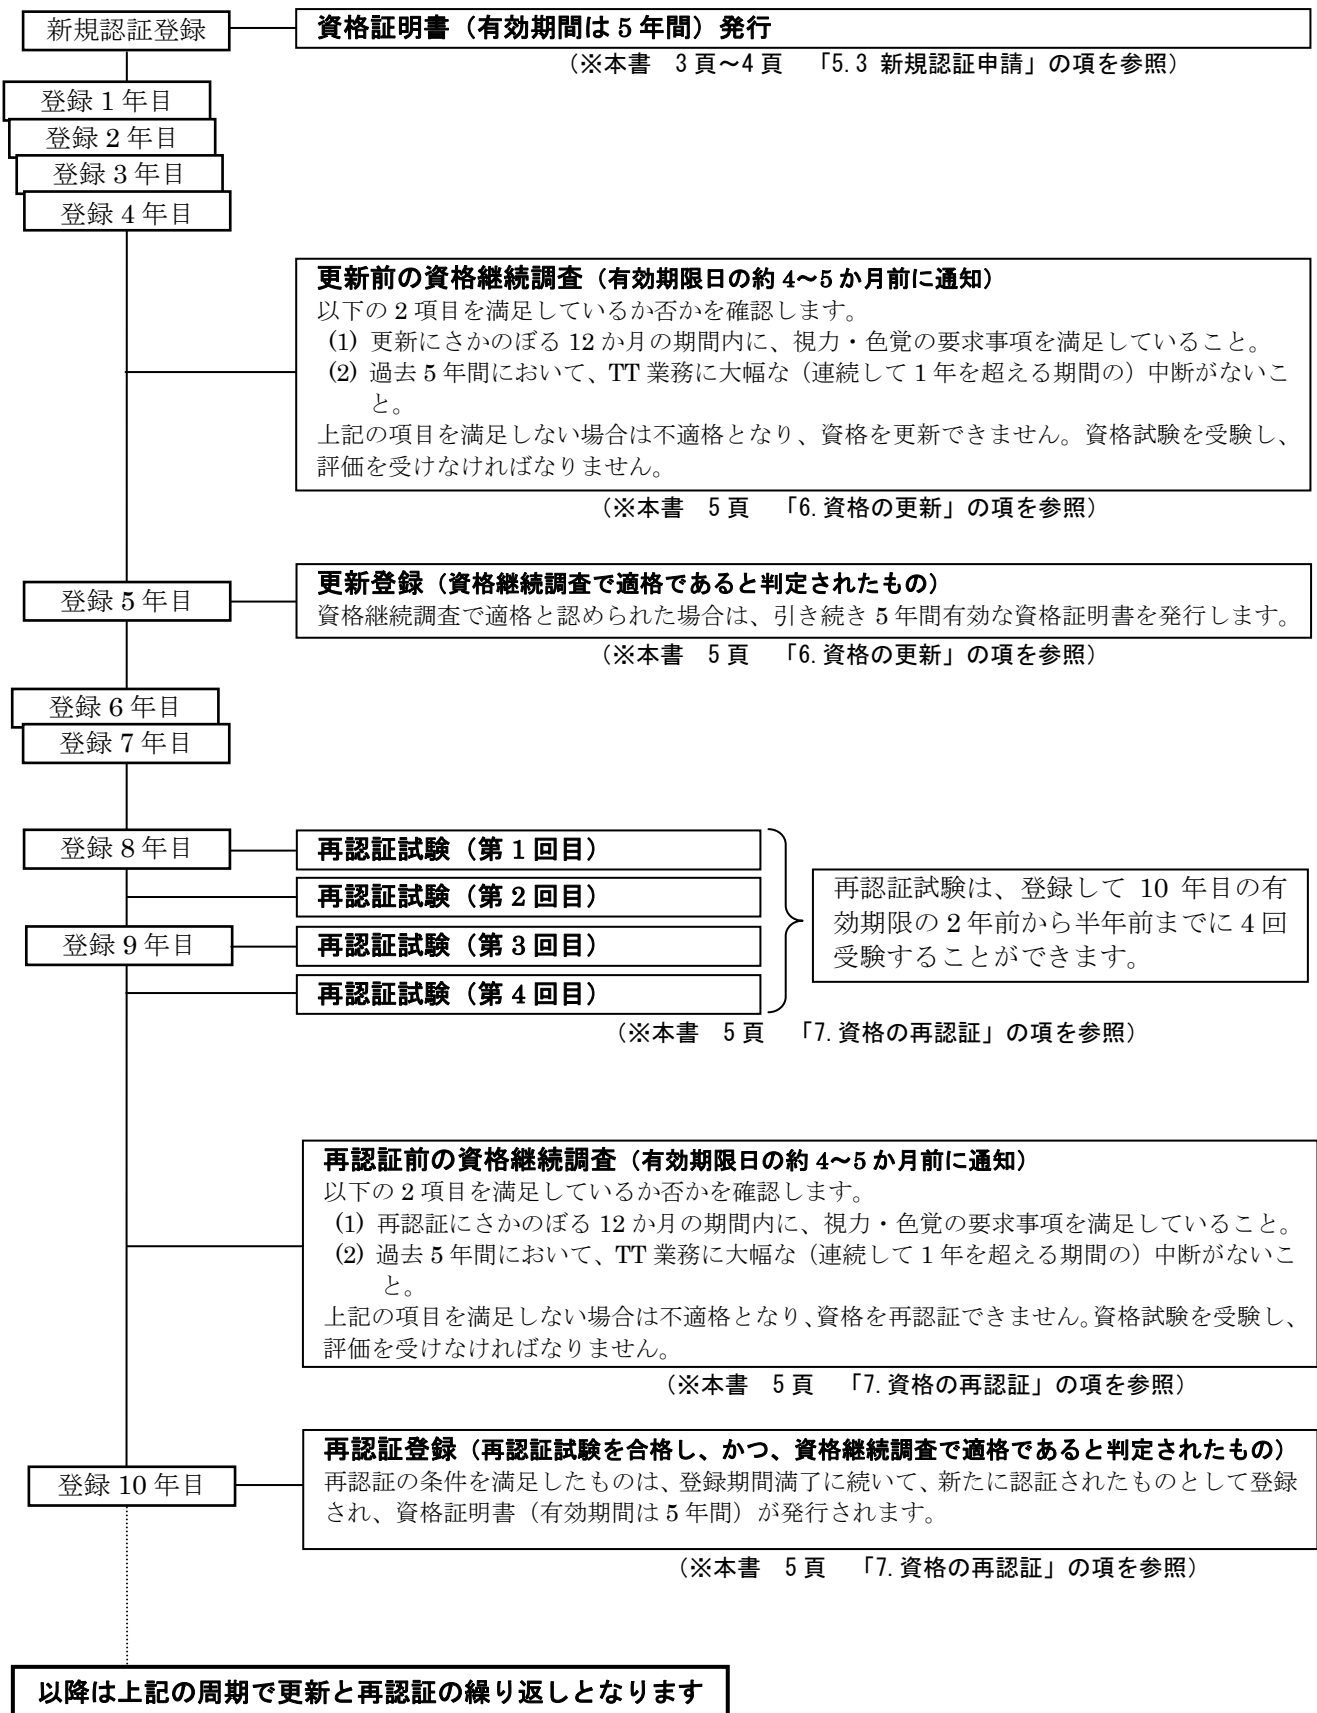 新規認証登録
資格証明書（有効期間は 5 年間）発行
（※本書　3 頁～4 頁　「5.3 新規認証申請」の項を参照）
登録 1 年目
登録 2 年目
登録 3 年目
登録 4 年目
更新前の資格継続調査（有効期限日の約 4～5 か月前に通知）
以下の 2 項目を満足しているか否かを確認します。
(1) 更新にさかのぼる 12 か月の期間内に、視力・色覚の要求事項を満足していること。
(2) 過去 5 年間において、TT 業務に大幅な（連続して 1 年を超える期間の）中断がないこ
と。
上記の項目を満足しない場合は不適格となり、資格を更新できません。資格試験を受験し、
評価を受けなければなりません。
（※本書　5 頁　「6.資格の更新」の項を参照）
登録 5 年目
更新登録（資格継続調査で適格であると判定されたもの）
資格継続調査で適格と認められた場合は、引き続き 5 年間有効な資格証明書を発行します。
（※本書　5 頁　「6.資格の更新」の項を参照）
登録 6 年目
登録 7 年目
登録 8 年目
再認証試験（第 1 回目）
再認証試験（第 2 回目）
登録 9 年目
再認証試験（第 3 回目）
再認証試験（第 4 回目）
再認証試験は、登録して 10 年目の有
効期限の 2 年前から半年前までに 4 回
受験することができます。
（※本書　5 頁　「7.資格の再認証」の項を参照）
再認証前の資格継続調査（有効期限日の約 4～5 か月前に通知）
以下の 2 項目を満足しているか否かを確認します。
(1) 再認証にさかのぼる 12 か月の期間内に、視力・色覚の要求事項を満足していること。
(2) 過去 5 年間において、TT 業務に大幅な（連続して 1 年を超える期間の）中断がないこ
と。
上記の項目を満足しない場合は不適格となり、資格を再認証できません。資格試験を受験し、
評価を受けなければなりません。
（※本書　5 頁　「7.資格の再認証」の項を参照）
登録 10 年目
再認証登録（再認証試験を合格し、かつ、資格継続調査で適格であると判定されたもの）
再認証の条件を満足したものは、登録期間満了に続いて、新たに認証されたものとして登録
され、資格証明書（有効期間は 5 年間）が発行されます。
（※本書　5 頁　「7.資格の再認証」の項を参照）
以降は上記の周期で更新と再認証の繰り返しとなります